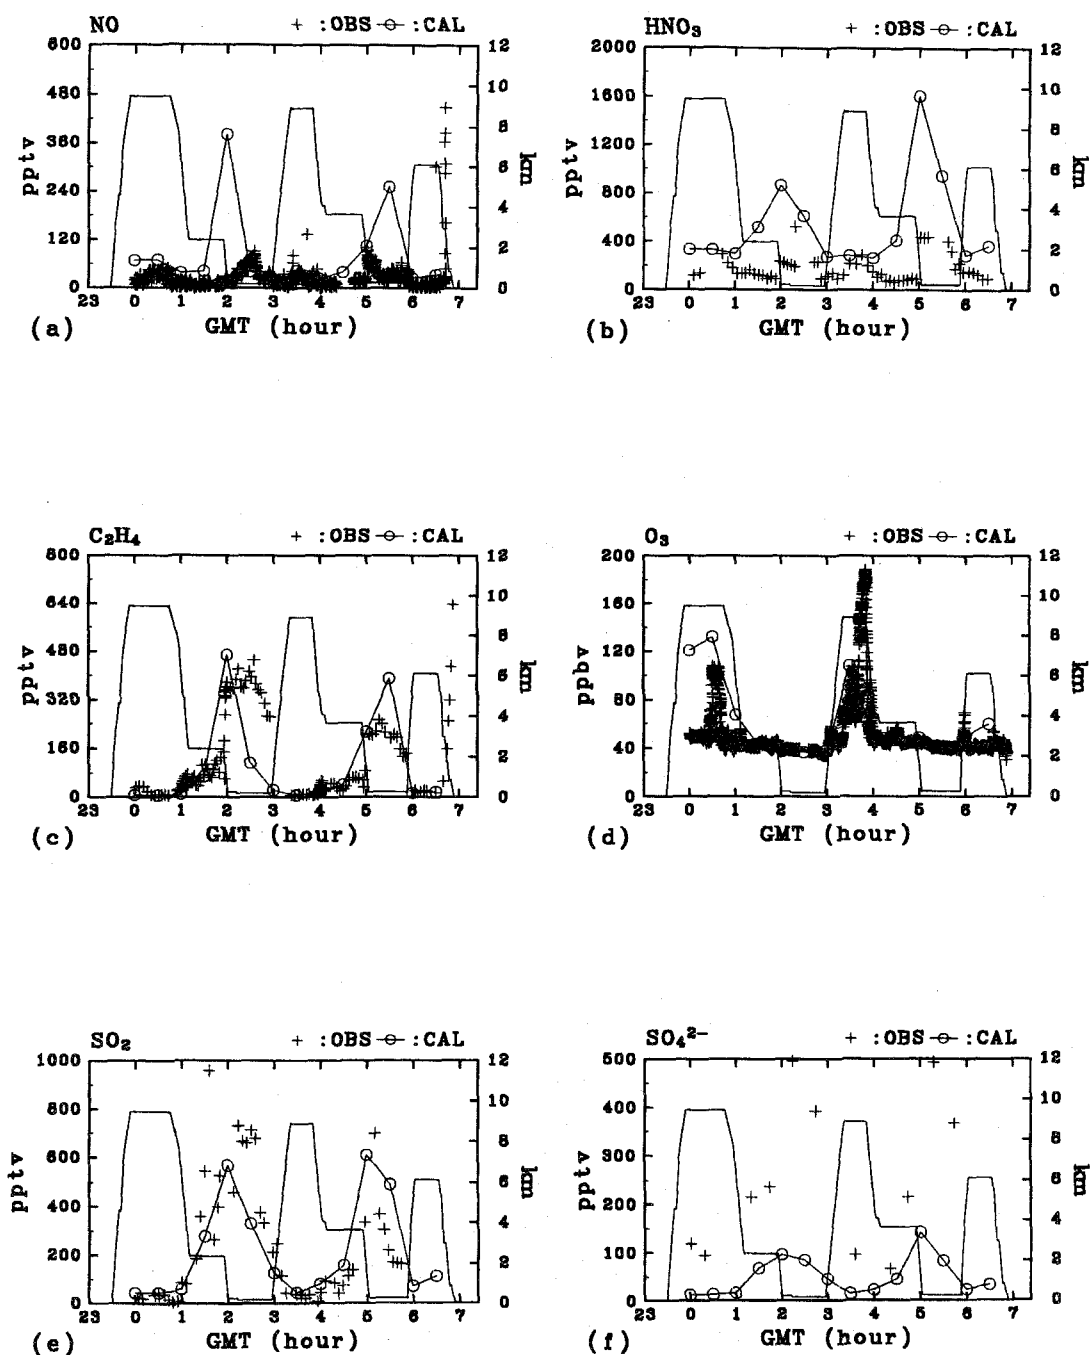 NO + :OBS —○— :CAL
600
480
360
240
120
0
pptv
12
10
8
6
4
2
0
km
23 0 1 2 3 4 5 6 7
(a) GMT (hour)
HNO₃ + :OBS —○— :CAL
2000
1600
1200
800
400
0
pptv
12
10
8
6
4
2
0
km
23 0 1 2 3 4 5 6 7
(b) GMT (hour)
C₂H₄ + :OBS —○— :CAL
800
640
480
320
160
0
pptv
12
10
8
6
4
2
0
km
23 0 1 2 3 4 5 6 7
(c) GMT (hour)
O₃ + :OBS —○— :CAL
200
160
120
80
40
0
ppbv
12
10
8
6
4
2
0
km
23 0 1 2 3 4 5 6 7
(d) GMT (hour)
SO₂ + :OBS —○— :CAL
1000
800
600
400
200
0
pptv
12
10
8
6
4
2
0
km
23 0 1 2 3 4 5 6 7
(e) GMT (hour)
SO₄²⁻ + :OBS —○— :CAL
500
400
300
200
100
0
pptv
12
10
8
6
4
2
0
km
23 0 1 2 3 4 5 6 7
(f) GMT (hour)